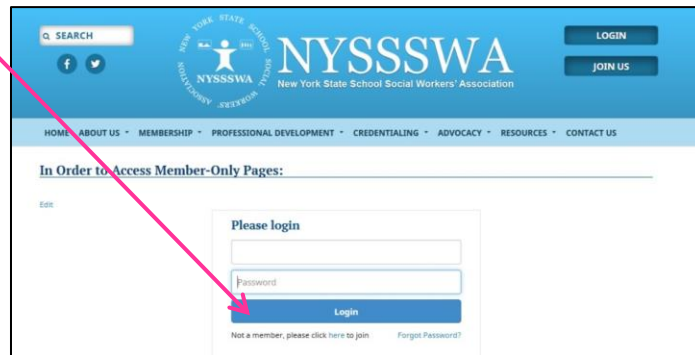 SEARCH
LOGIN
JOIN US
NEW YORK STATE SCHOOL SOCIAL WORKERS' ASSOCIATION
NYSSSWA
NYSSSWA
New York State School Social Workers' Association
HOME ABOUT US MEMBERSHIP PROFESSIONAL DEVELOPMENT CREDENTIALING ADVOCACY RESOURCES CONTACT US
In Order to Access Member-Only Pages:
Edit
Please login
Password
Login
Not a member, please click here to join Forgot Password?